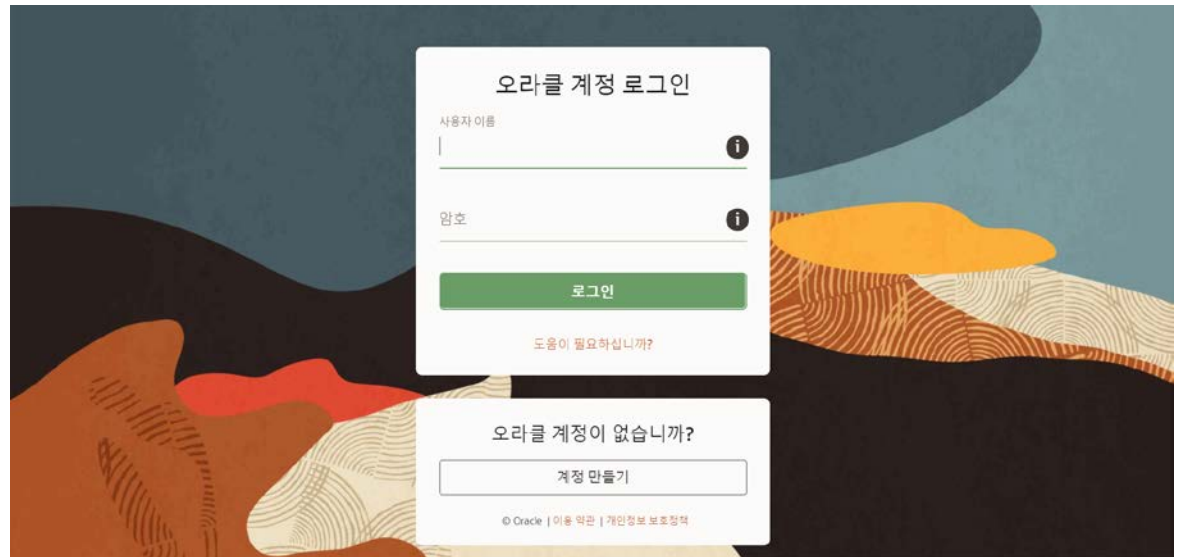 오라클 계정 로그인
사용자 이름
암호
로그인
도움이 필요하십니까?
오라클 계정이 없습니까?
계정 만들기
© Oracle | 이용 약관 | 개인정보 보호정책